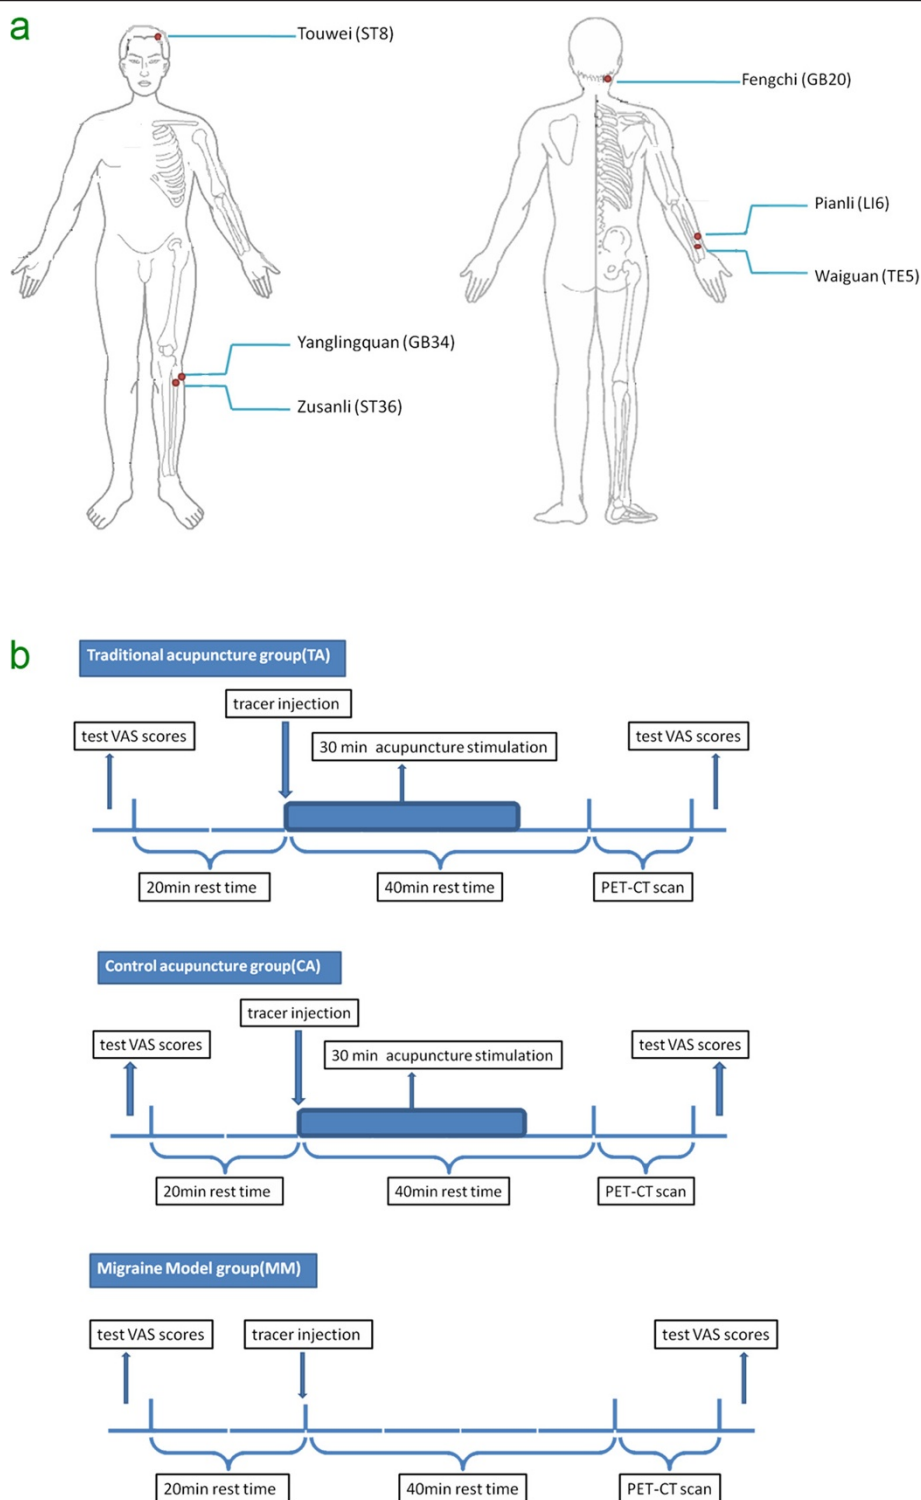 a
Touwei (ST8)
Fengchi (GB20)
Pianli (LI6)
Waiguan (TE5)
Yanglingquan (GB34)
Zusanli (ST36)
b
Traditional acupuncture group(TA)
tracer injection
test VAS scores
30 min acupuncture stimulation
test VAS scores
20min rest time
40min rest time
PET-CT scan
Control acupuncture group(CA)
tracer injection
test VAS scores
30 min acupuncture stimulation
test VAS scores
20min rest time
40min rest time
PET-CT scan
Migraine Model group(MM)
test VAS scores
tracer injection
test VAS scores
20min rest time
40min rest time
PET-CT scan